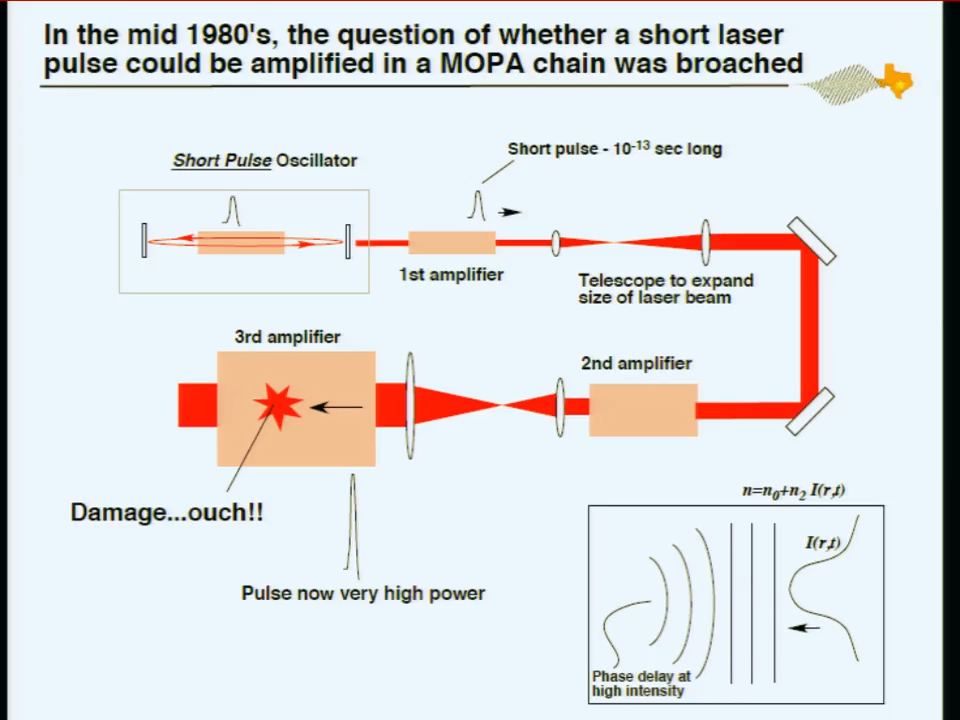 In the mid 1980's, the question of whether a short laser
pulse could be amplified in a MOPA chain was broached
Short Pulse Oscillator
Short pulse - 10⁻¹³ sec long
1st amplifier
Telescope to expand
size of laser beam
3rd amplifier
2nd amplifier
Damage...ouch!!
Pulse now very high power
n=n₀+n₂ I(r,t)
I(r,t)
Phase delay at
high intensity